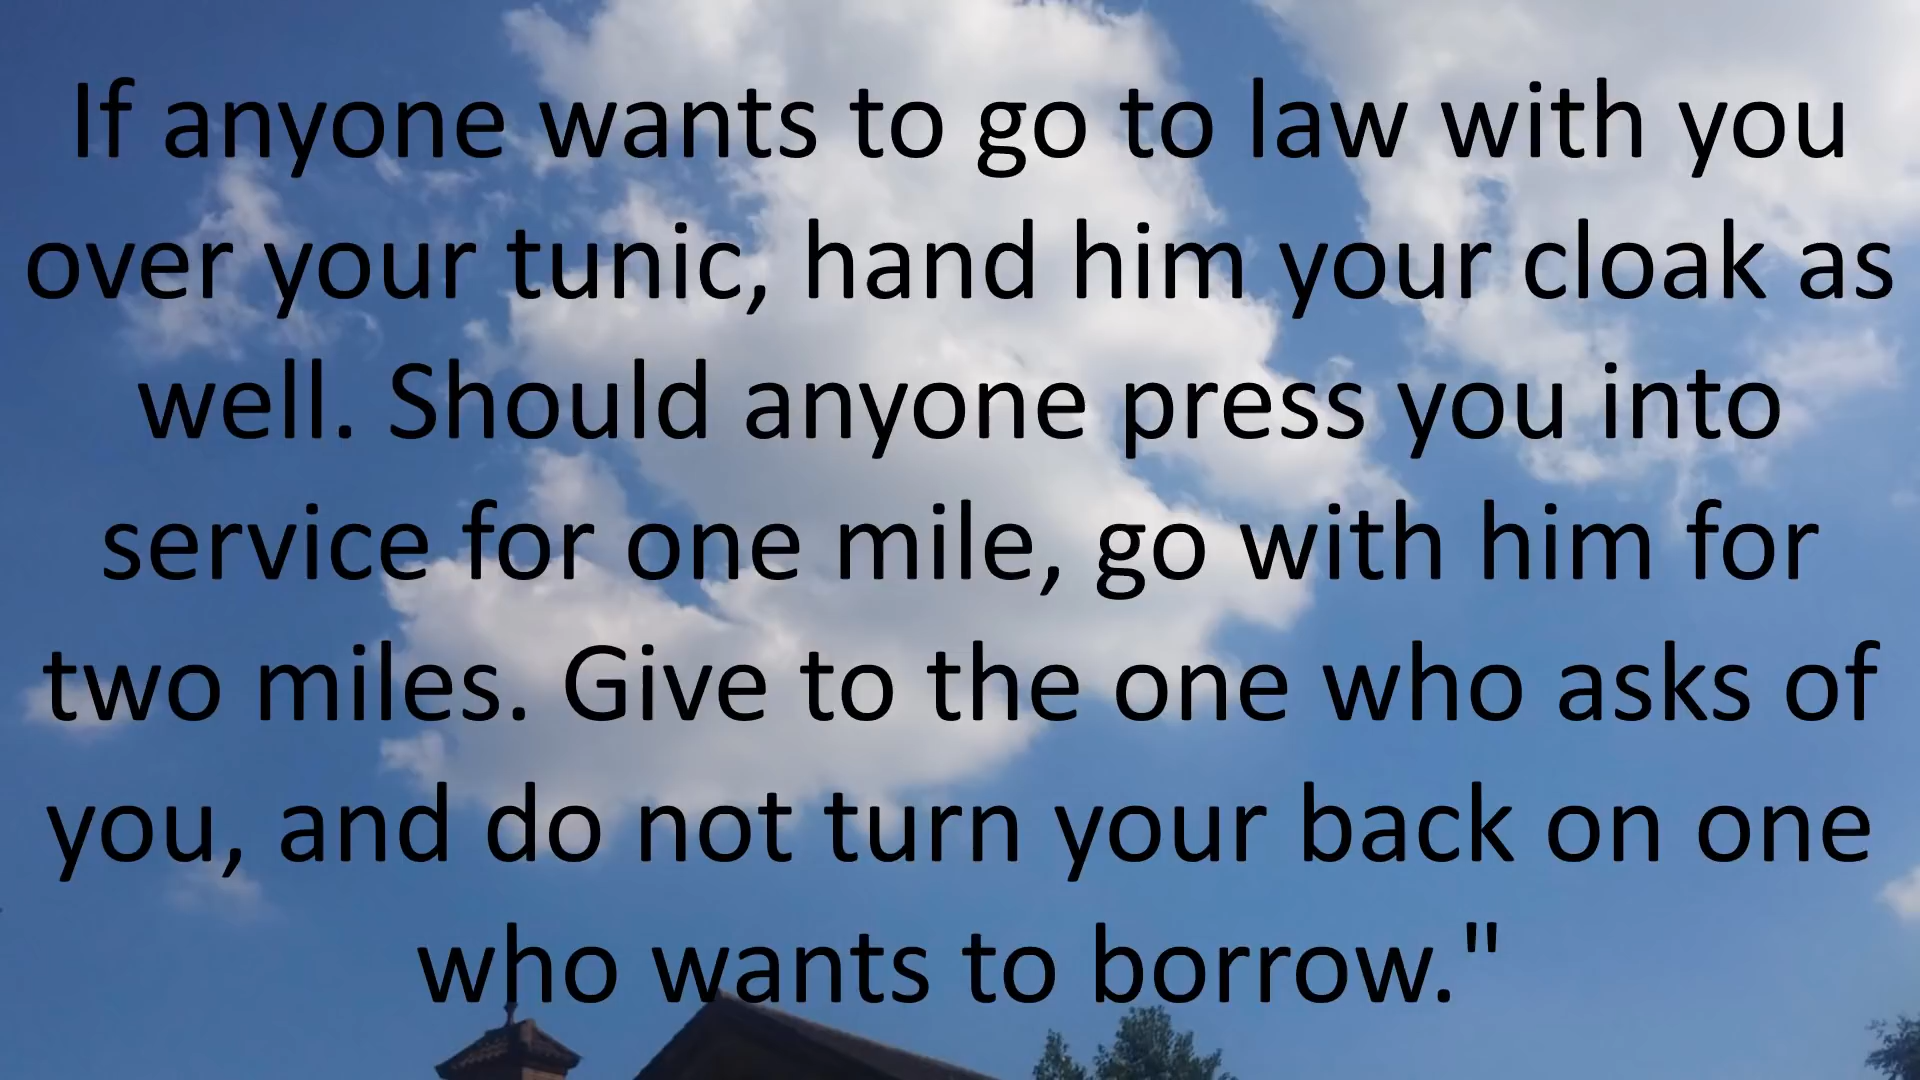 If anyone wants to go to law with you
over your tunic, hand him your cloak as
well. Should anyone press you into
service for one mile, go with him for
two miles. Give to the one who asks of
you, and do not turn your back on one
who wants to borrow."